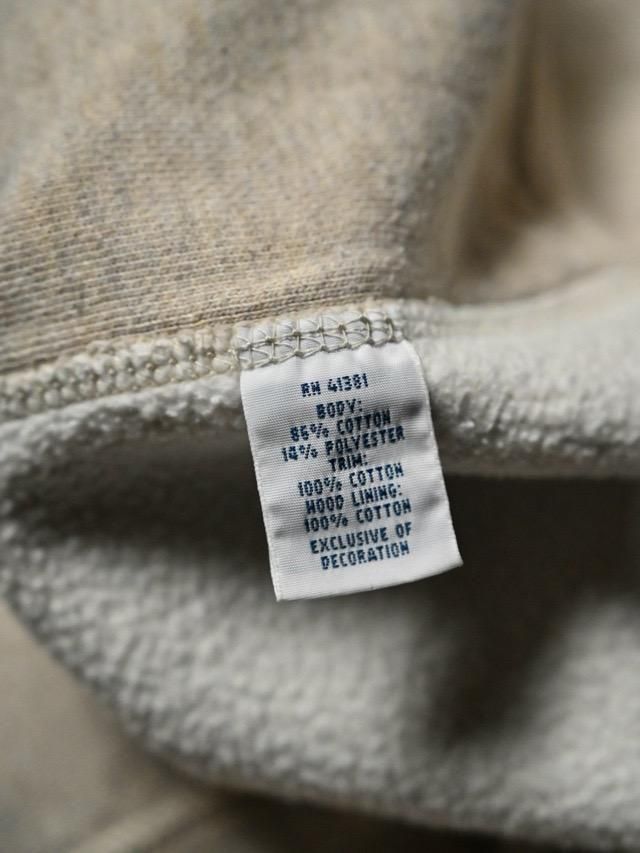 RN 41381
BODY:
86% COTTON
14% POLYESTER
TRIM:
100% COTTON
HOOD LINING:
100% COTTON
EXCLUSIVE OF
DECORATION